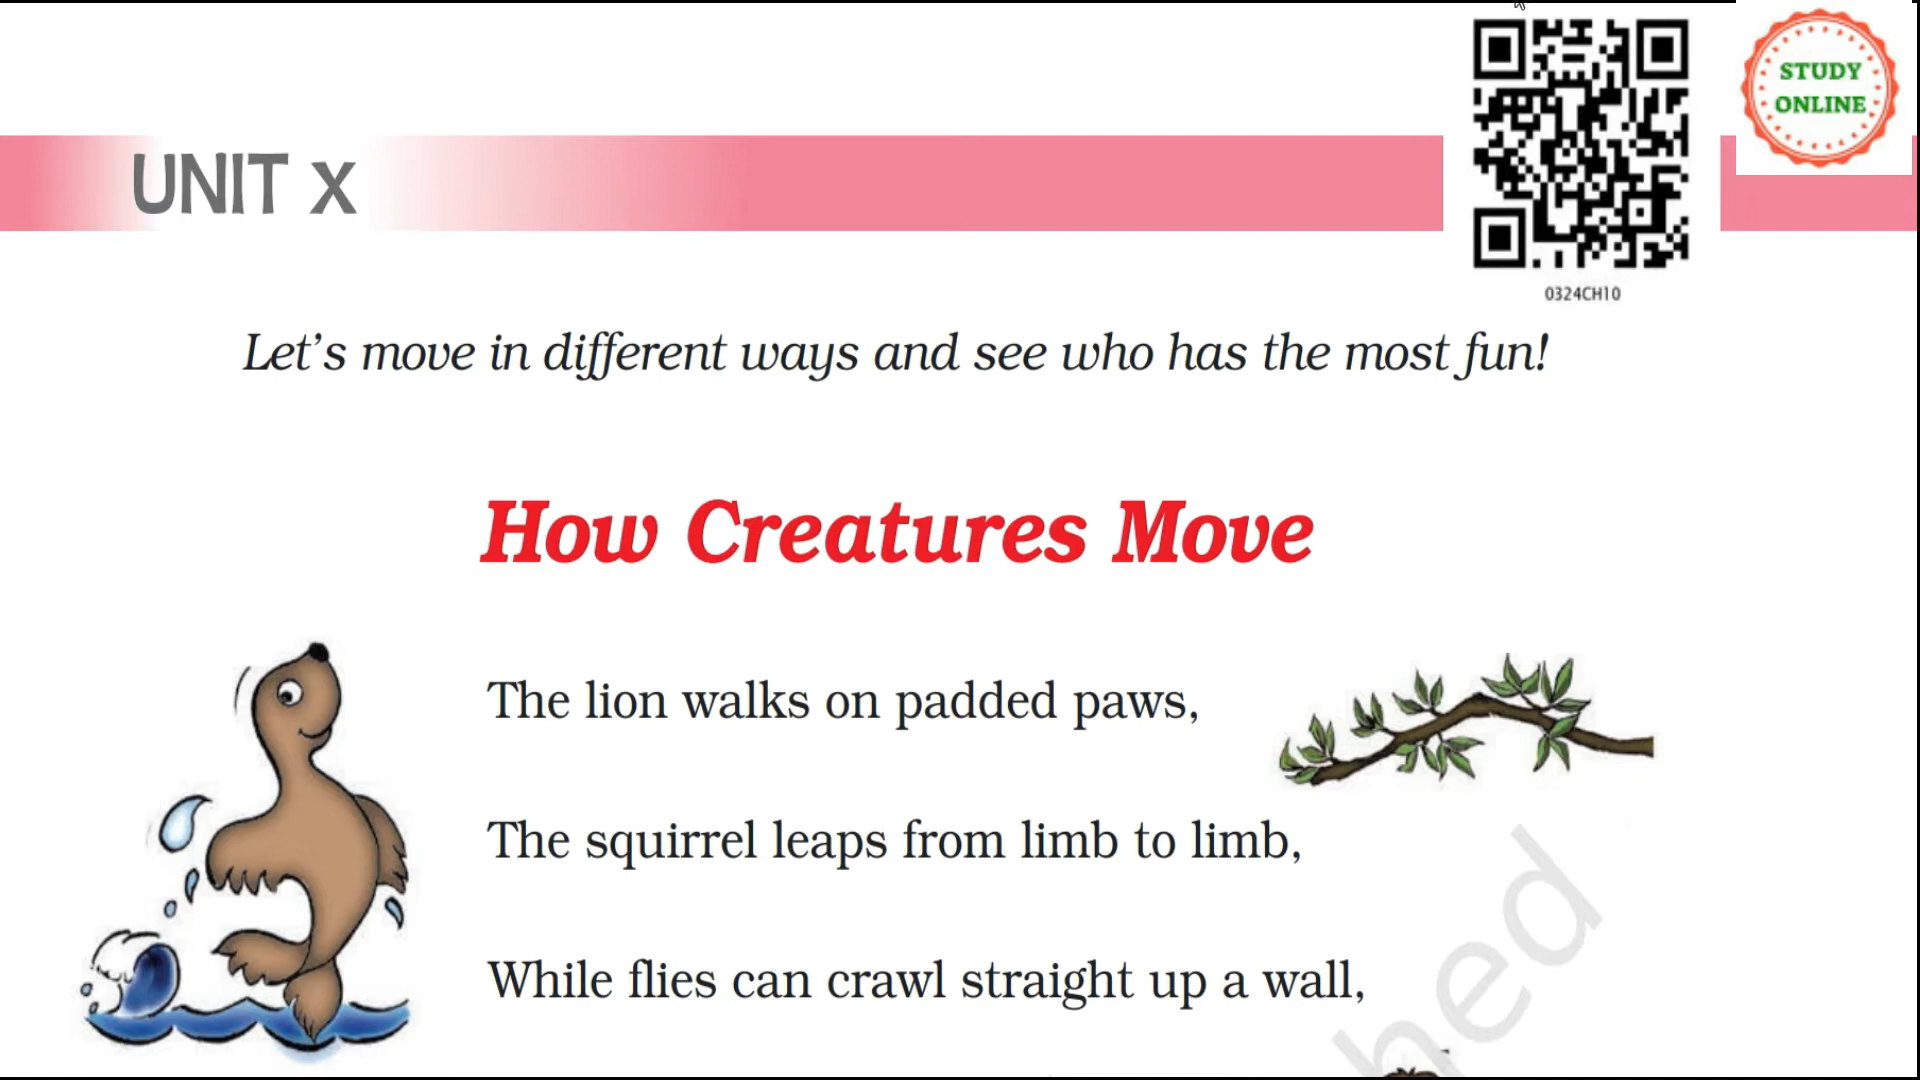 STUDY
ONLINE
UNIT x
0324CH10
Let's move in different ways and see who has the most fun!
How Creatures Move
The lion walks on padded paws,
The squirrel leaps from limb to limb,
While flies can crawl straight up a wall,
hed